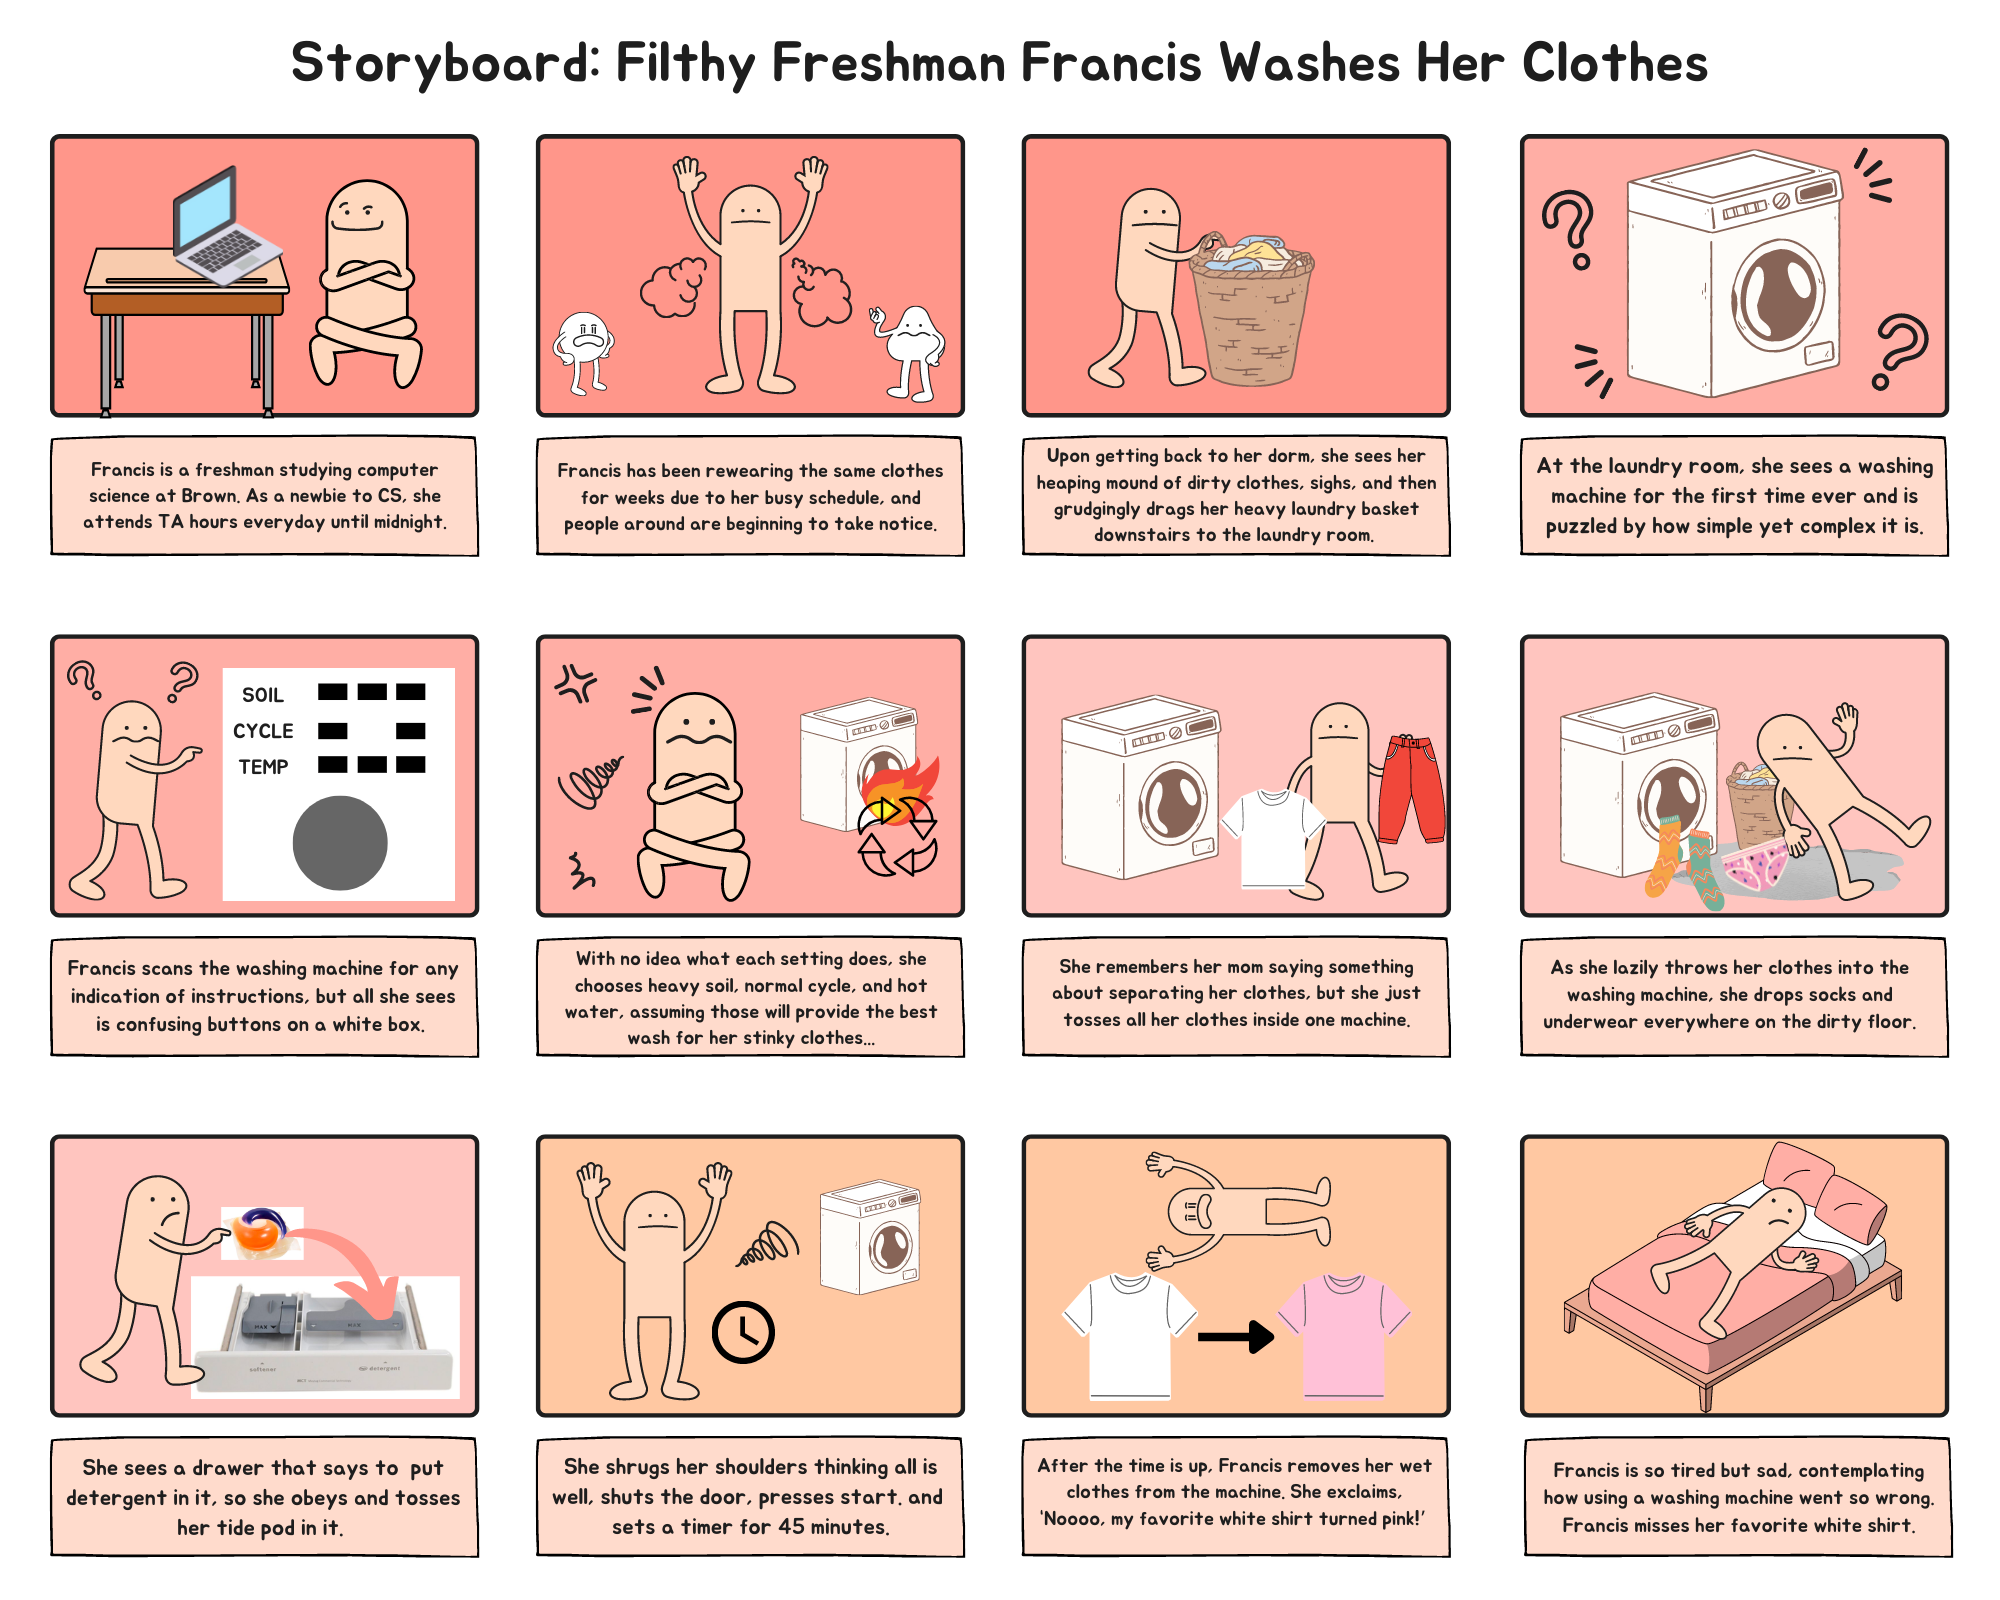 Storyboard: Filthy Freshman Francis Washes Her Clothes
Francis is a freshman studying computer
science at Brown. As a newbie to CS, she
attends TA hours everyday until midnight.
Francis has been rewearing the same clothes
for weeks due to her busy schedule, and
people around are beginning to take notice.
Upon getting back to her dorm, she sees her
heaping mound of dirty clothes, sighs, and then
grudgingly drags her heavy laundry basket
downstairs to the laundry room.
At the laundry room, she sees a washing
machine for the first time ever and is
puzzled by how simple yet complex it is.
SOIL
CYCLE
TEMP
Francis scans the washing machine for any
indication of instructions, but all she sees
is confusing buttons on a white box.
With no idea what each setting does, she
chooses heavy soil, normal cycle, and hot
water, assuming those will provide the best
wash for her stinky clothes...
She remembers her mom saying something
about separating her clothes, but she just
tosses all her clothes inside one machine.
As she lazily throws her clothes into the
washing machine, she drops socks and
underwear everywhere on the dirty floor.
MAX
MAX
softener
detergent
She sees a drawer that says to put
detergent in it, so she obeys and tosses
her tide pod in it.
She shrugs her shoulders thinking all is
well, shuts the door, presses start. and
sets a timer for 45 minutes.
After the time is up, Francis removes her wet
clothes from the machine. She exclaims,
'Noooo, my favorite white shirt turned pink!'
Francis is so tired but sad, contemplating
how using a washing machine went so wrong.
Francis misses her favorite white shirt.